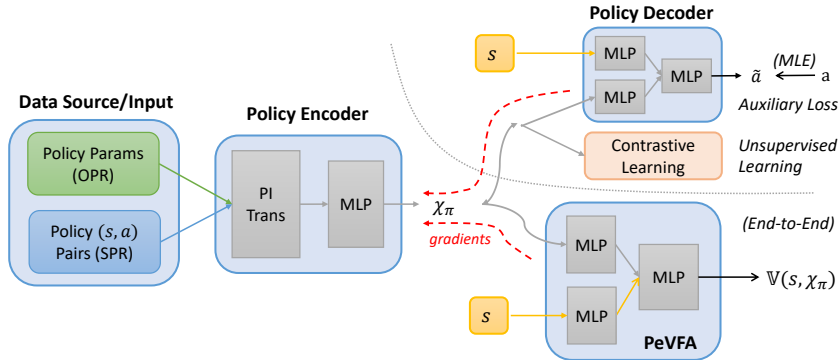 Data Source/Input
Policy Params
(OPR)
Policy (s, a)
Pairs (SPR)
Policy Encoder
PI
Trans
MLP
χπ
gradients
Policy Decoder
s
MLP
MLP
MLP
ã
(MLE)
a
Auxiliary Loss
Contrastive
Learning
Unsupervised
Learning
(End-to-End)
MLP
s
MLP
MLP
𝕍(s, χπ)
PeVFA